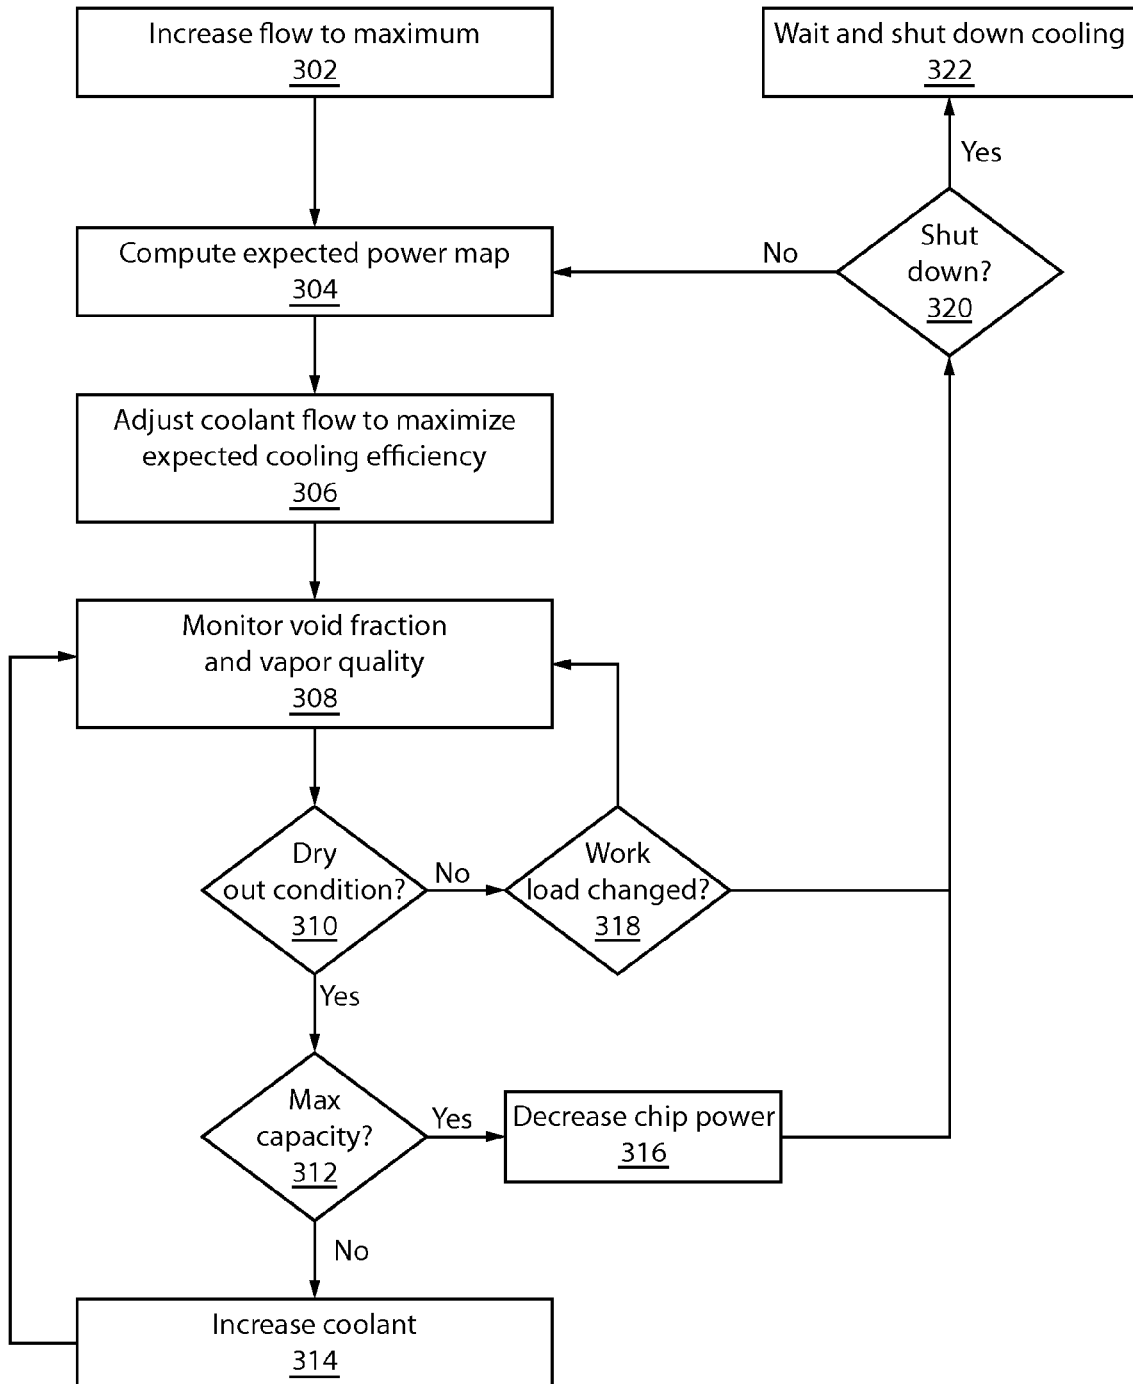 Increase flow to maximum
302
Wait and shut down cooling
322
Yes
Shut
down?
320
No
Compute expected power map
304
Adjust coolant flow to maximize
expected cooling efficiency
306
Monitor void fraction
and vapor quality
308
Dry
out condition?
310
No
Work
load changed?
318
Yes
Max
capacity?
312
Yes
Decrease chip power
316
No
Increase coolant
314